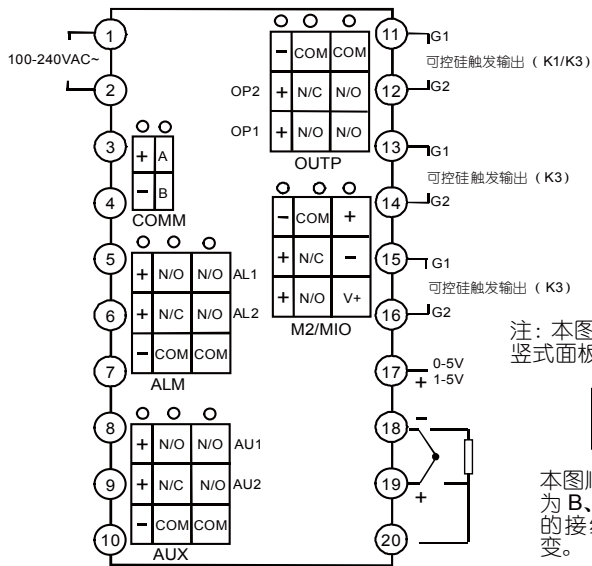 1
100-240VAC~
2
3
4
5
6
7
8
9
10
+ A
− B
COMM
− COM COM
OP2 + N/C N/O
OP1 + N/O N/O
OUTP
− COM +
+ N/C −
+ N/O V+
M2/MIO
+ N/O N/O AL1
+ N/C N/O AL2
− COM COM
ALM
+ N/O N/O AU1
+ N/C N/O AU2
− COM COM
AUX
11 G1
可控硅触发输出（K1/K3）
12 G2
13 G1
可控硅触发输出（K3）
14 G2
15 G1
可控硅触发输出（K3）
16 G2
17 0-5V
+ 1-5V
18 −
19 +
20
注：本图
竖式面板
本图顺
为 B、
的接线
变。